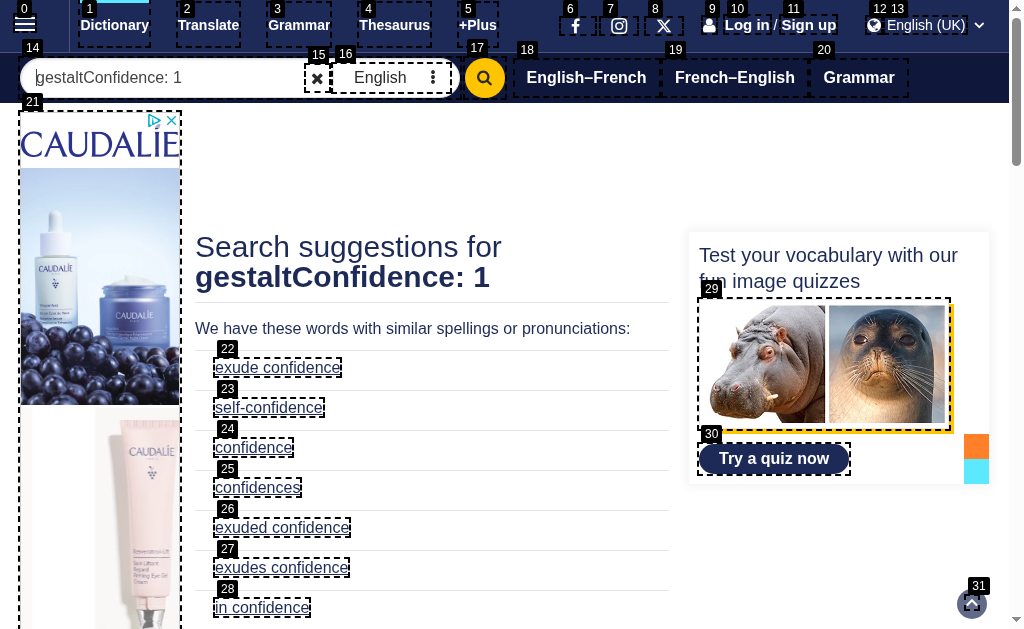 0 1 2 3 4 5 6 7 8 9 10 11 12 13
Dictionary Translate Grammar Thesaurus +Plus Log in / Sign up English (UK)
14 15 16 17 18 19 20
gestaltConfidence: 1 English English–French French–English Grammar
21
CAUDALIE
Search suggestions for
gestaltConfidence: 1
We have these words with similar spellings or pronunciations:
22
exude confidence
23
self-confidence
24
confidence
25
confidences
26
exuded confidence
27
exudes confidence
28
in confidence
Test your vocabulary with our
fun image quizzes
29
30
Try a quiz now
31
CAUDALIE
CAUDALIE
CAUDALIE